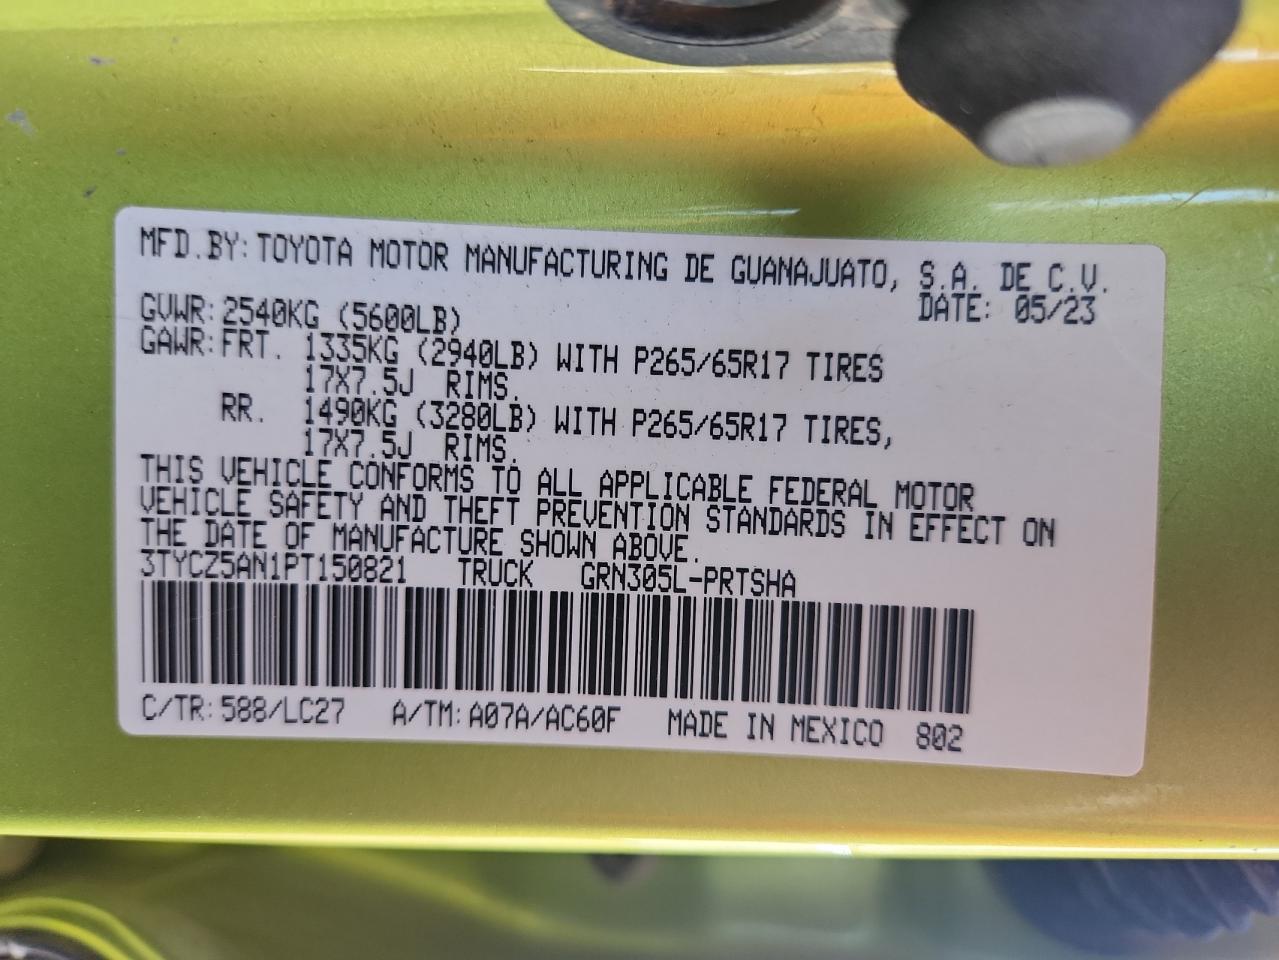 MFD.BY: TOYOTA MOTOR MANUFACTURING DE GUANAJUATO, S.A. DE C.V.
DATE: 05/23
GVWR: 2540KG (5600LB)
GAWR: FRT. 1335KG (2940LB) WITH P265/65R17 TIRES
17X7.5J RIMS.
RR. 1490KG (3280LB) WITH P265/65R17 TIRES,
17X7.5J RIMS.
THIS VEHICLE CONFORMS TO ALL APPLICABLE FEDERAL MOTOR
VEHICLE SAFETY AND THEFT PREVENTION STANDARDS IN EFFECT ON
THE DATE OF MANUFACTURE SHOWN ABOVE.
3TYCZ5AN1PT150821 TRUCK GRN305L-PRTSHA
C/TR: 588/LC27 A/TM: A07A/AC60F MADE IN MEXICO 802